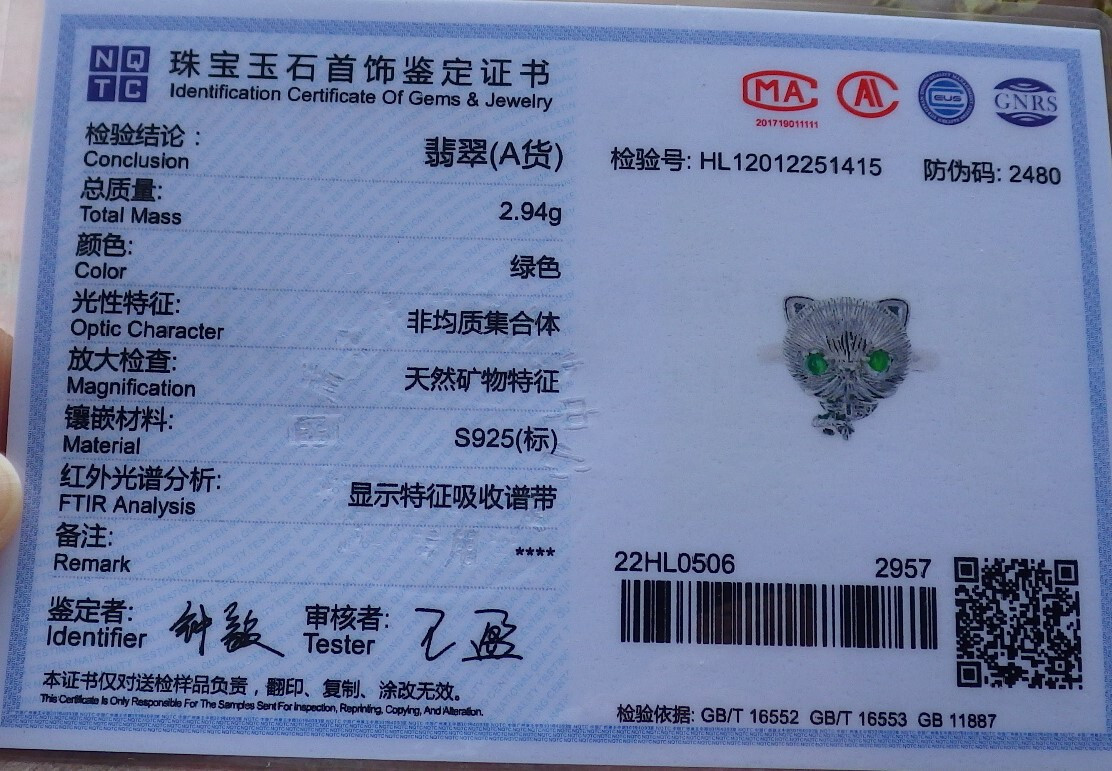 NQ
TC
珠宝玉石首饰鉴定证书
Identification Certificate Of Gems & Jewelry
检验结论:
Conclusion
翡翠(A货)
总质量:
Total Mass
2.94g
颜色:
Color
绿色
光性特征:
Optic Character
非均质集合体
放大检查:
Magnification
天然矿物特征
镶嵌材料:
Material
S925(标)
红外光谱分析:
FTIR Analysis
显示特征吸收谱带
备注:
Remark
****
鉴定者:
Identifier
审核者:
Tester
本证书仅对送检样品负责，翻印、复制、涂改无效。
This Certificate Is Only Responsible For The Samples Sent For Inspection, Reprinting, Copying, And Alteration.
MA
201719011111
GNRS
检验号: HL12012251415
防伪码: 2480
22HL0506
2957
检验依据: GB/T 16552 GB/T 16553 GB 11887